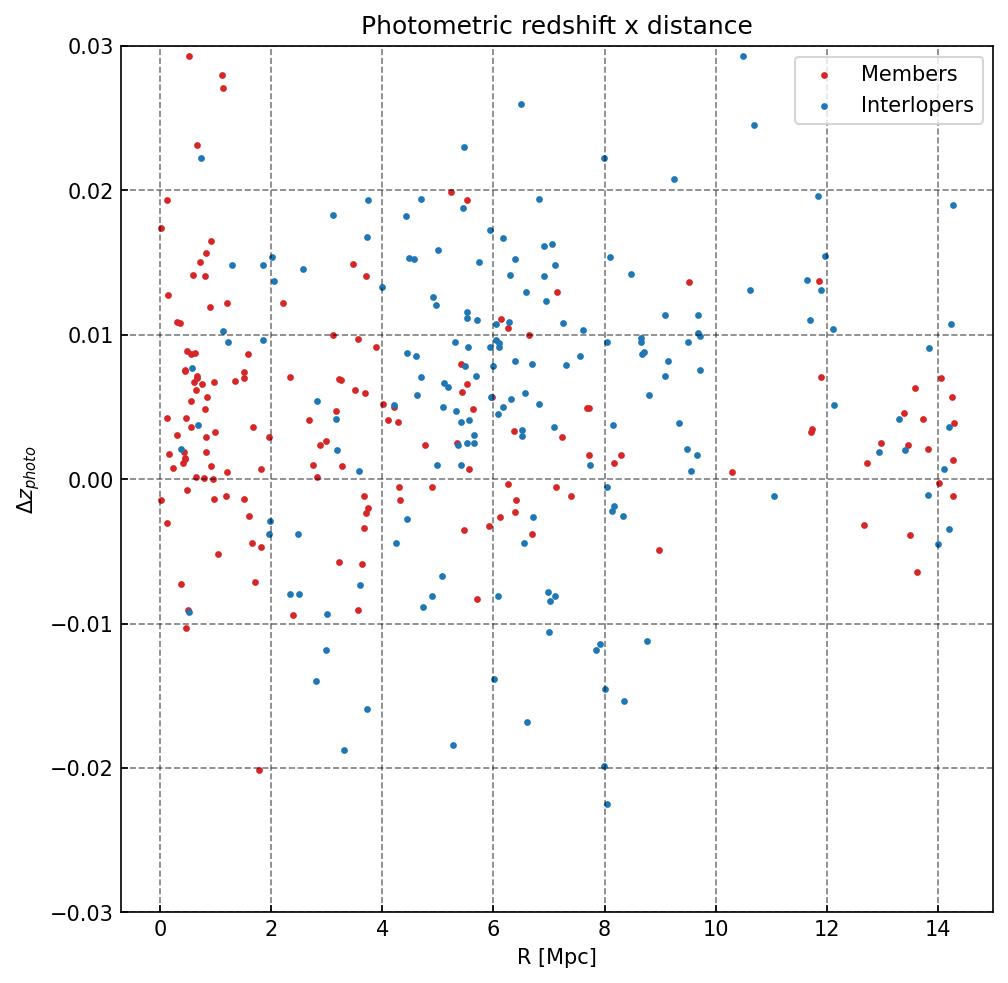 Photometric redshift x distance
Members
Interlopers
0.03
0.02
0.01
0.00
−0.01
−0.02
−0.03
Δz_photo
0 2 4 6 8 10 12 14
R [Mpc]